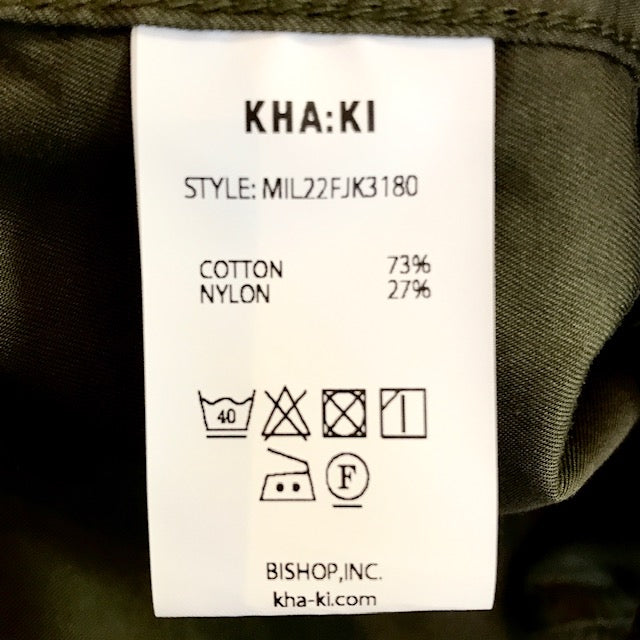 KHA:KI
STYLE: MIL22FJK3180
COTTON 73%
NYLON 27%
40
F
BISHOP,INC.
kha-ki.com